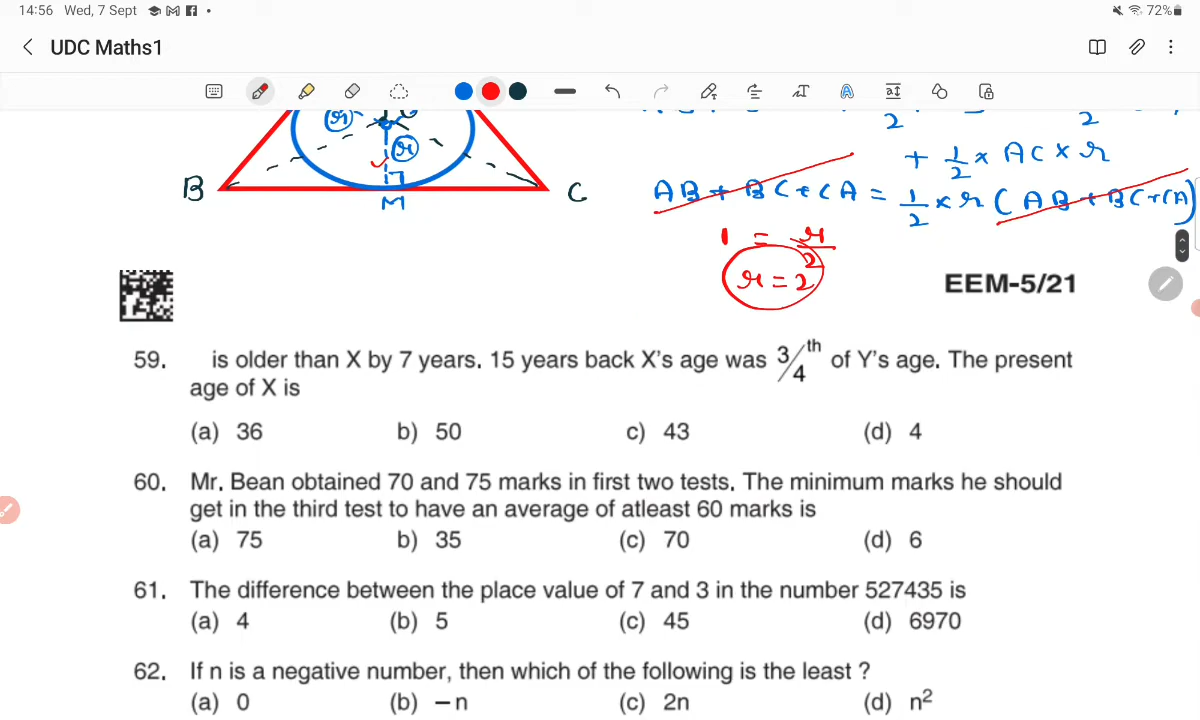 14:56 Wed, 7 Sept
72%
UDC Maths1
2
2
+ 1/2 × AC × r
B
C
M
r
r
AB + BC + CA = 1/2 × r (AB + BC + CA)
1 = r/2
r = 2
EEM-5/21
59. is older than X by 7 years. 15 years back X's age was 3/4th of Y's age. The present
age of X is
(a) 36 b) 50 c) 43 (d) 4
60. Mr. Bean obtained 70 and 75 marks in first two tests. The minimum marks he should
get in the third test to have an average of atleast 60 marks is
(a) 75 b) 35 (c) 70 (d) 6
61. The difference between the place value of 7 and 3 in the number 527435 is
(a) 4 (b) 5 (c) 45 (d) 6970
62. If n is a negative number, then which of the following is the least ?
(a) 0 (b) –n (c) 2n (d) n²